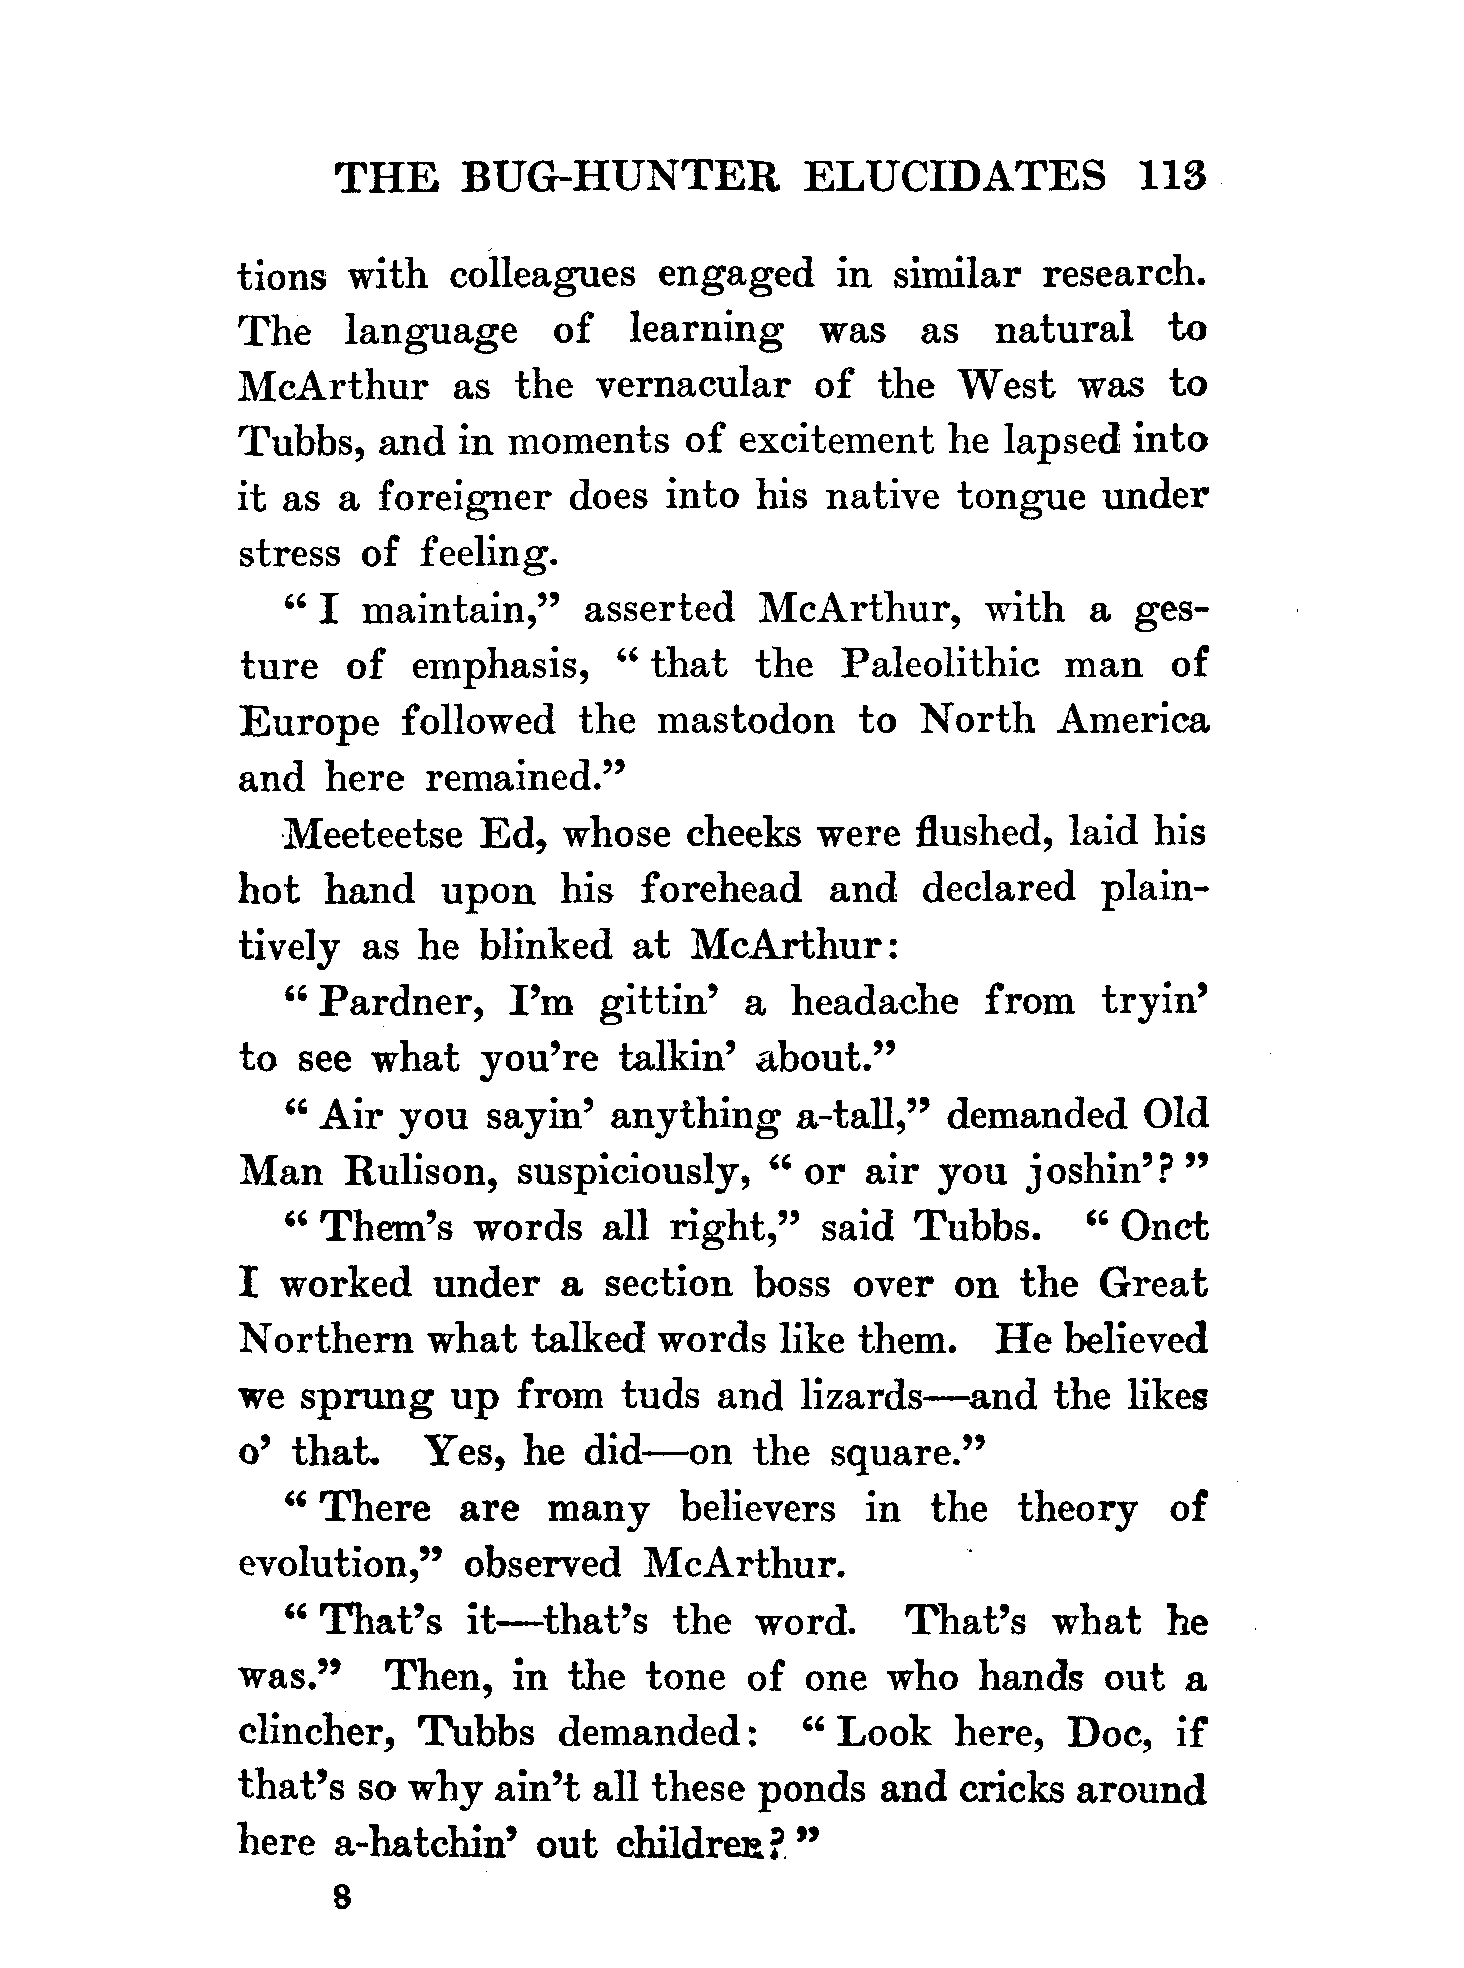 THE BUG-HUNTER ELUCIDATES 113
tions with colleagues engaged in similar research.
The language of learning was as natural to
McArthur as the vernacular of the West was to
Tubbs, and in moments of excitement he lapsed into
it as a foreigner does into his native tongue under
stress of feeling.
“ I maintain,” asserted McArthur, with a ges-
ture of emphasis, “ that the Paleolithic man of
Europe followed the mastodon to North America
and here remained.”
Meeteetse Ed, whose cheeks were flushed, laid his
hot hand upon his forehead and declared plain-
tively as he blinked at McArthur:
“ Pardner, I’m gittin’ a headache from tryin’
to see what you’re talkin’ about.”
“ Air you sayin’ anything a-tall,” demanded Old
Man Rulison, suspiciously, “ or air you joshin’? ”
“ Them’s words all right,” said Tubbs. “ Onct
I worked under a section boss over on the Great
Northern what talked words like them. He believed
we sprung up from tuds and lizards—and the likes
o’ that. Yes, he did—on the square.”
“ There are many believers in the theory of
evolution,” observed McArthur.
“ That’s it—that’s the word. That’s what he
was.” Then, in the tone of one who hands out a
clincher, Tubbs demanded: “ Look here, Doc, if
that’s so why ain’t all these ponds and cricks around
here a-hatchin’ out children? ”
8